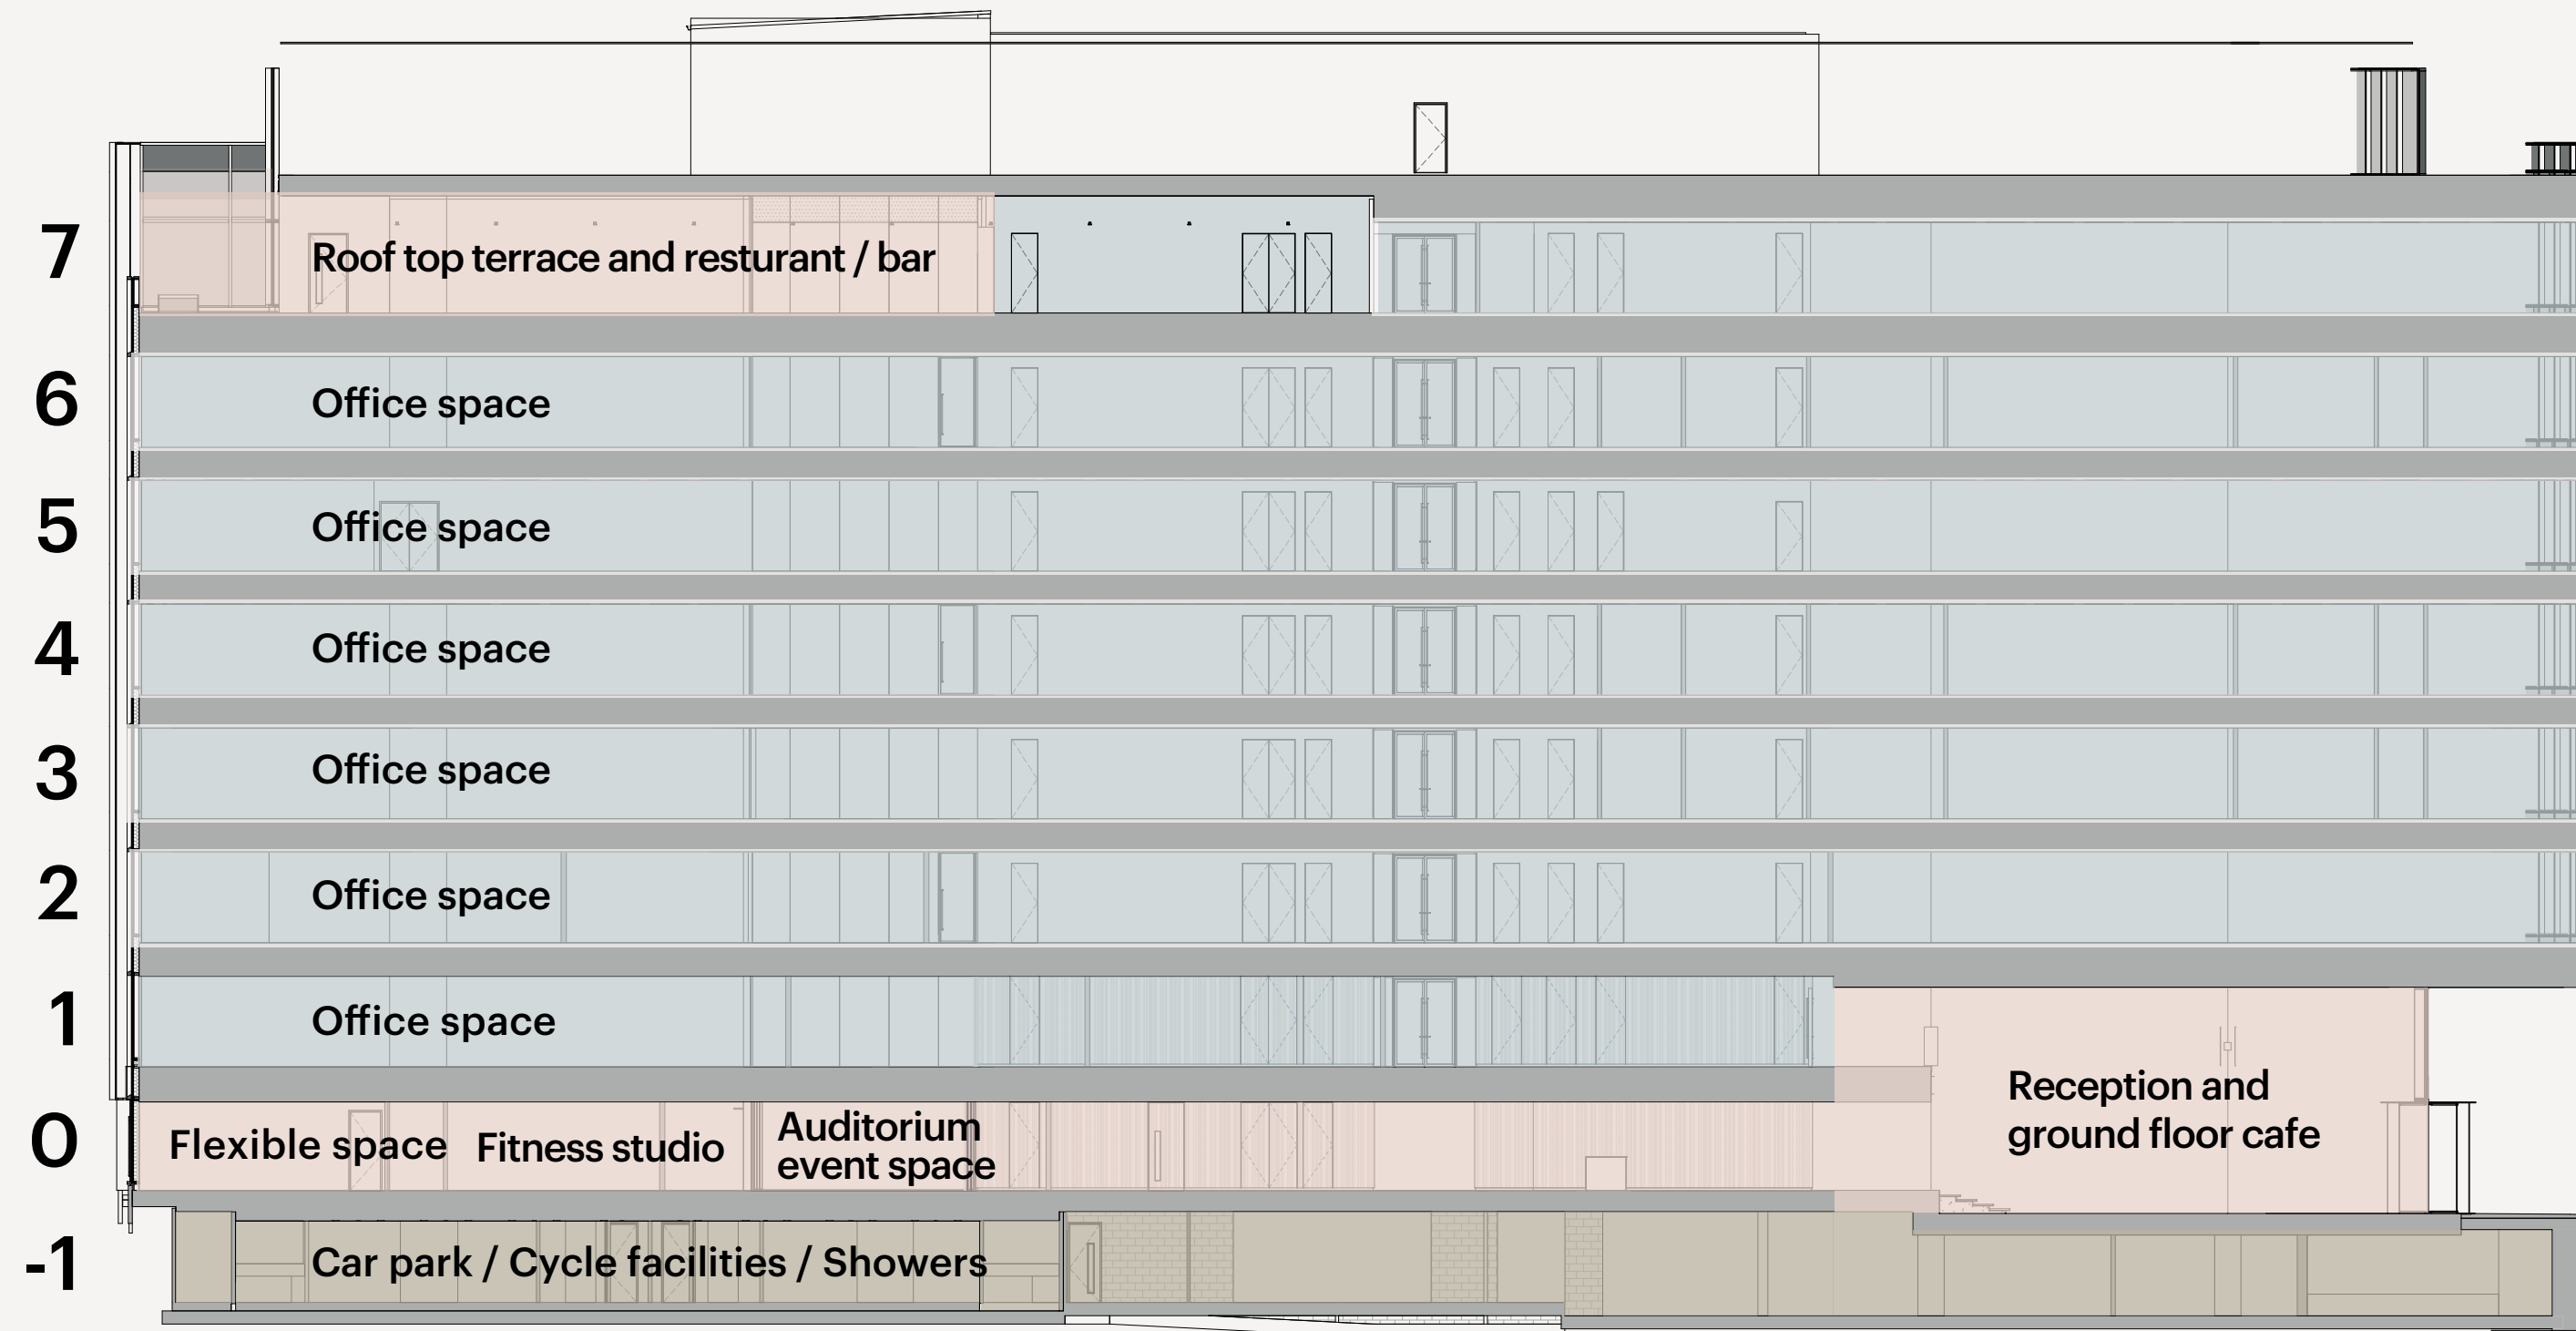 7
Roof top terrace and resturant / bar
6
Office space
5
Office space
4
Office space
3
Office space
2
Office space
1
Office space
Reception and
ground floor cafe
0
Flexible space
Fitness studio
Auditorium
event space
-1
Car park / Cycle facilities / Showers